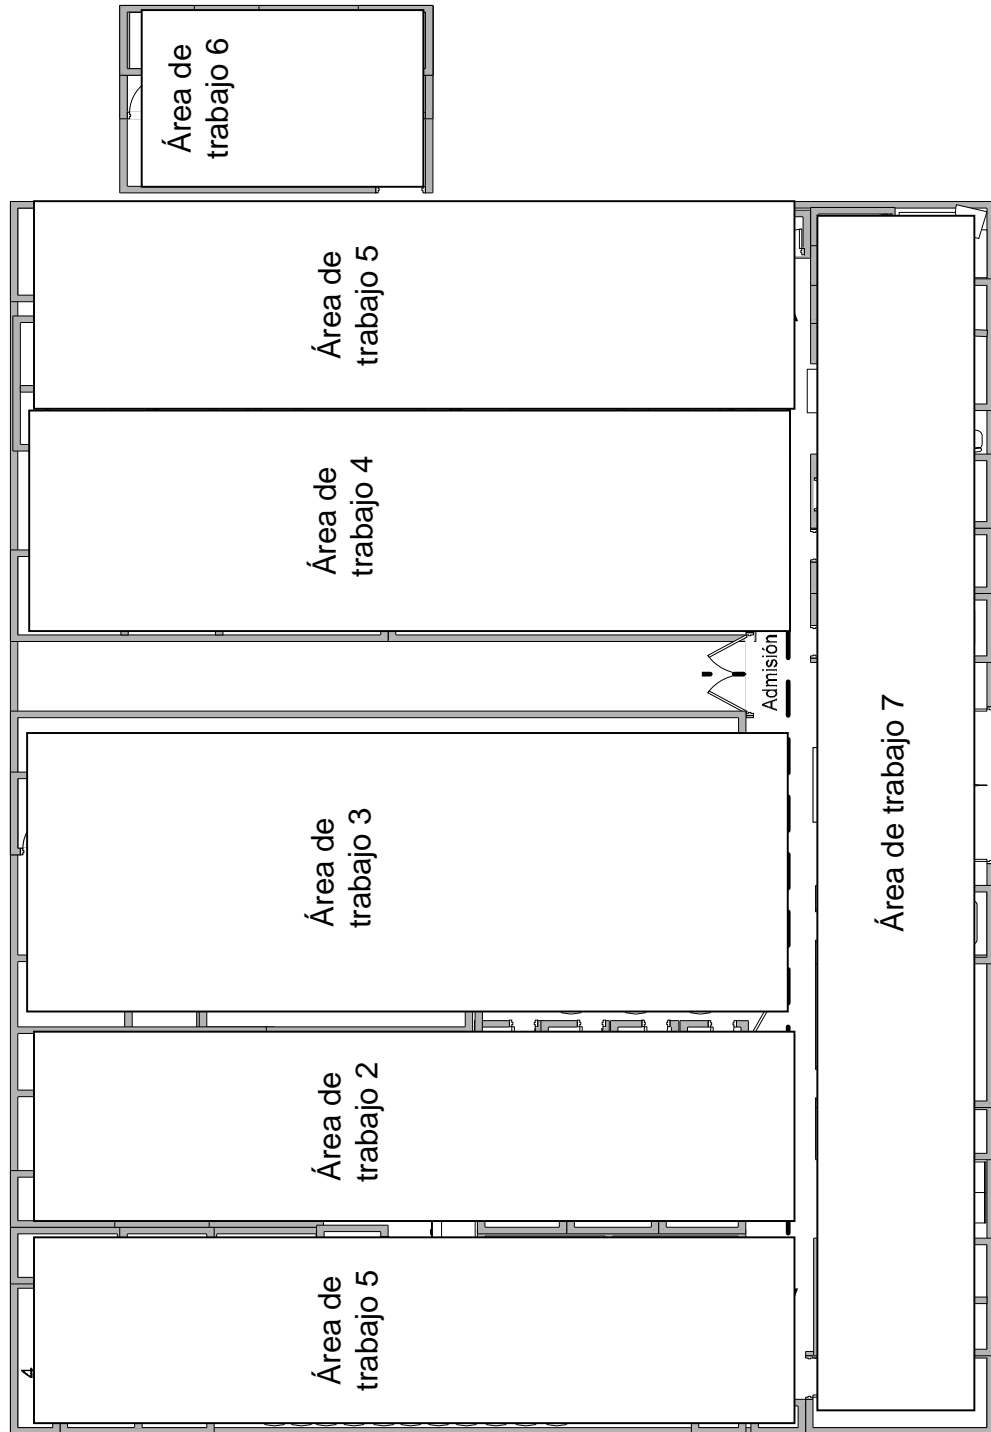 Área de
trabajo 6
Área de
trabajo 5
Área de
trabajo 4
Admisión
Área de
trabajo 3
Área de trabajo 7
Área de
trabajo 2
Área de
trabajo 5
4